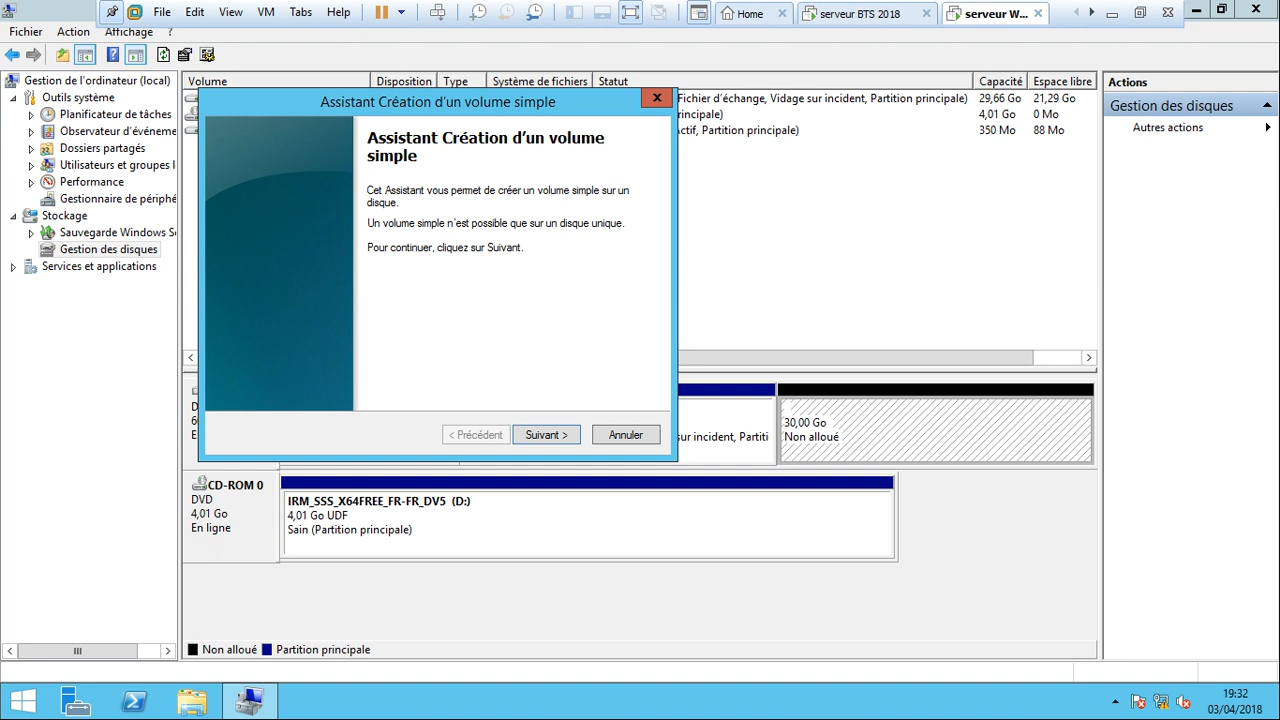 File Edit View VM Tabs Help Home serveur BTS 2018 serveur W...
Fichier Action Affichage ?
Gestion de l'ordinateur (local)
Outils système
Planificateur de tâches
Observateur d'événeme
Dossiers partagés
Utilisateurs et groupes l
Performance
Gestionnaire de périphé
Stockage
Sauvegarde Windows Se
Gestion des disques
Services et applications
Volume Disposition Type Système de fichiers Statut Capacité Espace libre
Fichier d'échange, Vidage sur incident, Partition principale) 29,66 Go 21,29 Go
rincipale) 4,01 Go 0 Mo
ctif, Partition principale) 350 Mo 88 Mo
Actions
Gestion des disques
Autres actions
Assistant Création d'un volume simple
Assistant Création d'un volume
simple
Cet Assistant vous permet de créer un volume simple sur un
disque.
Un volume simple n'est possible que sur un disque unique.
Pour continuer, cliquez sur Suivant.
< Précédent Suivant > Annuler
30,00 Go
Non alloué
ur incident, Partiti
CD-ROM 0
DVD
4,01 Go
En ligne
IRM_SSS_X64FREE_FR-FR_DV5 (D:)
4,01 Go UDF
Sain (Partition principale)
Non alloué Partition principale
19:32
03/04/2018